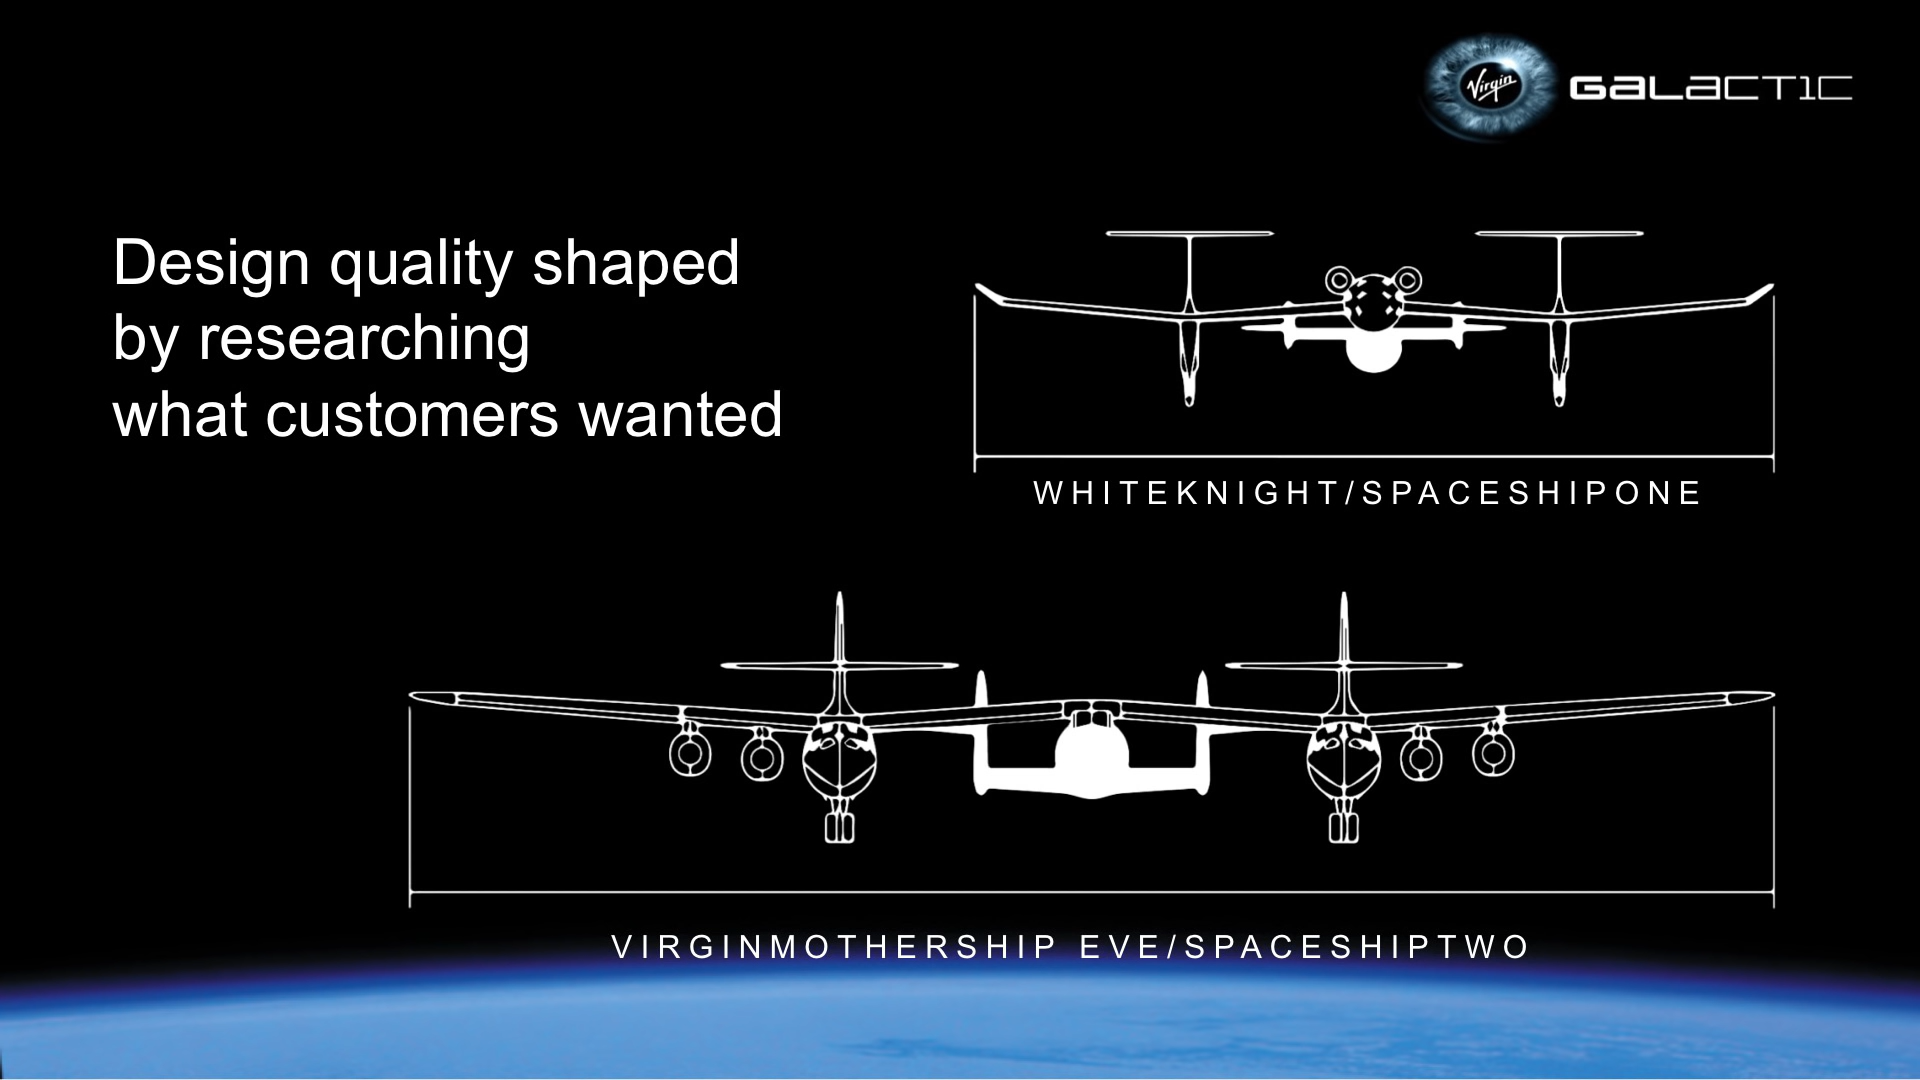 Virgin GALACTIC
Design quality shaped
by researching
what customers wanted
WHITEKNIGHT/SPACESHIPONE
VIRGINMOTHERSHIP EVE/SPACESHIPTWO